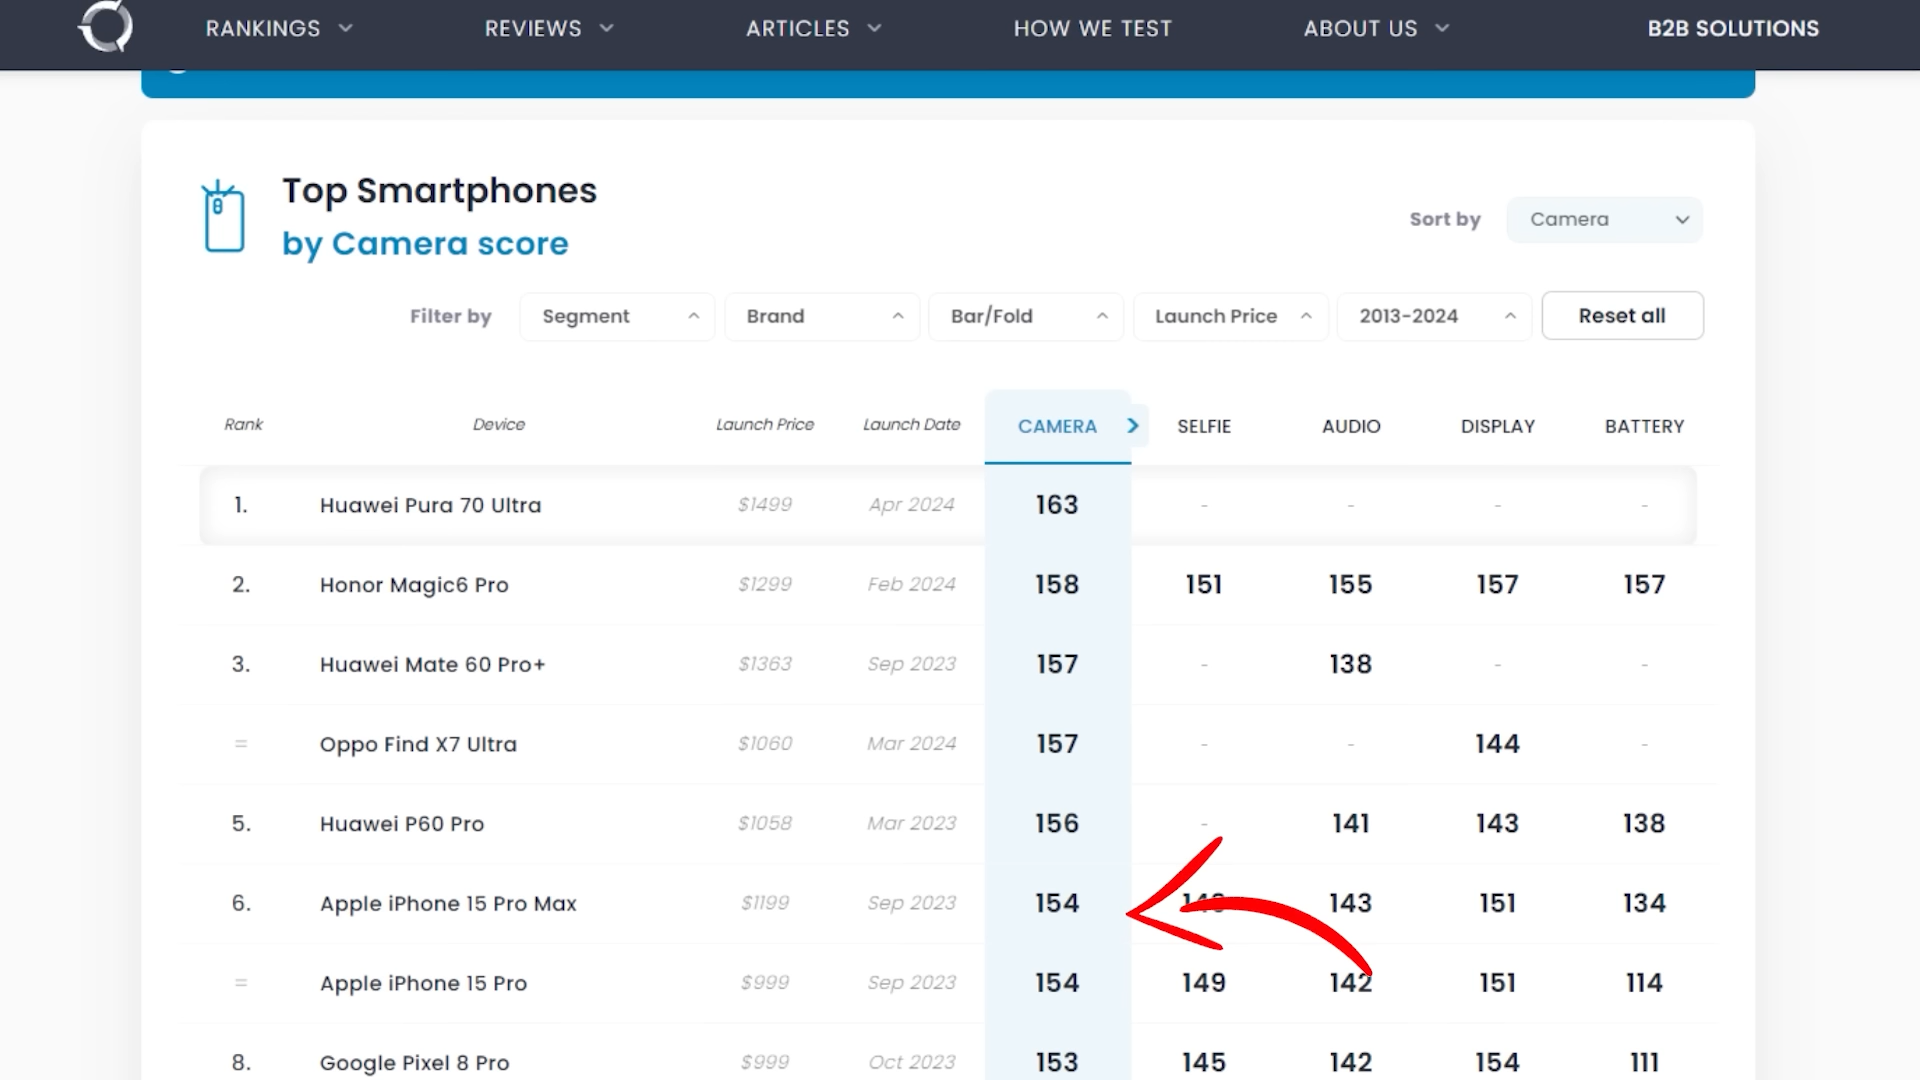 RANKINGS REVIEWS ARTICLES HOW WE TEST ABOUT US B2B SOLUTIONS
Top Smartphones
by Camera score
Sort by Camera
Filter by Segment Brand Bar/Fold Launch Price 2013-2024 Reset all
Rank Device Launch Price Launch Date CAMERA SELFIE AUDIO DISPLAY BATTERY
1. Huawei Pura 70 Ultra $1499 Apr 2024 163 - - - -
2. Honor Magic6 Pro $1299 Feb 2024 158 151 155 157 157
3. Huawei Mate 60 Pro+ $1363 Sep 2023 157 - 138 - -
= Oppo Find X7 Ultra $1060 Mar 2024 157 - - 144 -
5. Huawei P60 Pro $1058 Mar 2023 156 - 141 143 138
6. Apple iPhone 15 Pro Max $1199 Sep 2023 154 143 151 134
= Apple iPhone 15 Pro $999 Sep 2023 154 149 142 151 114
8. Google Pixel 8 Pro $999 Oct 2023 153 145 142 154 111